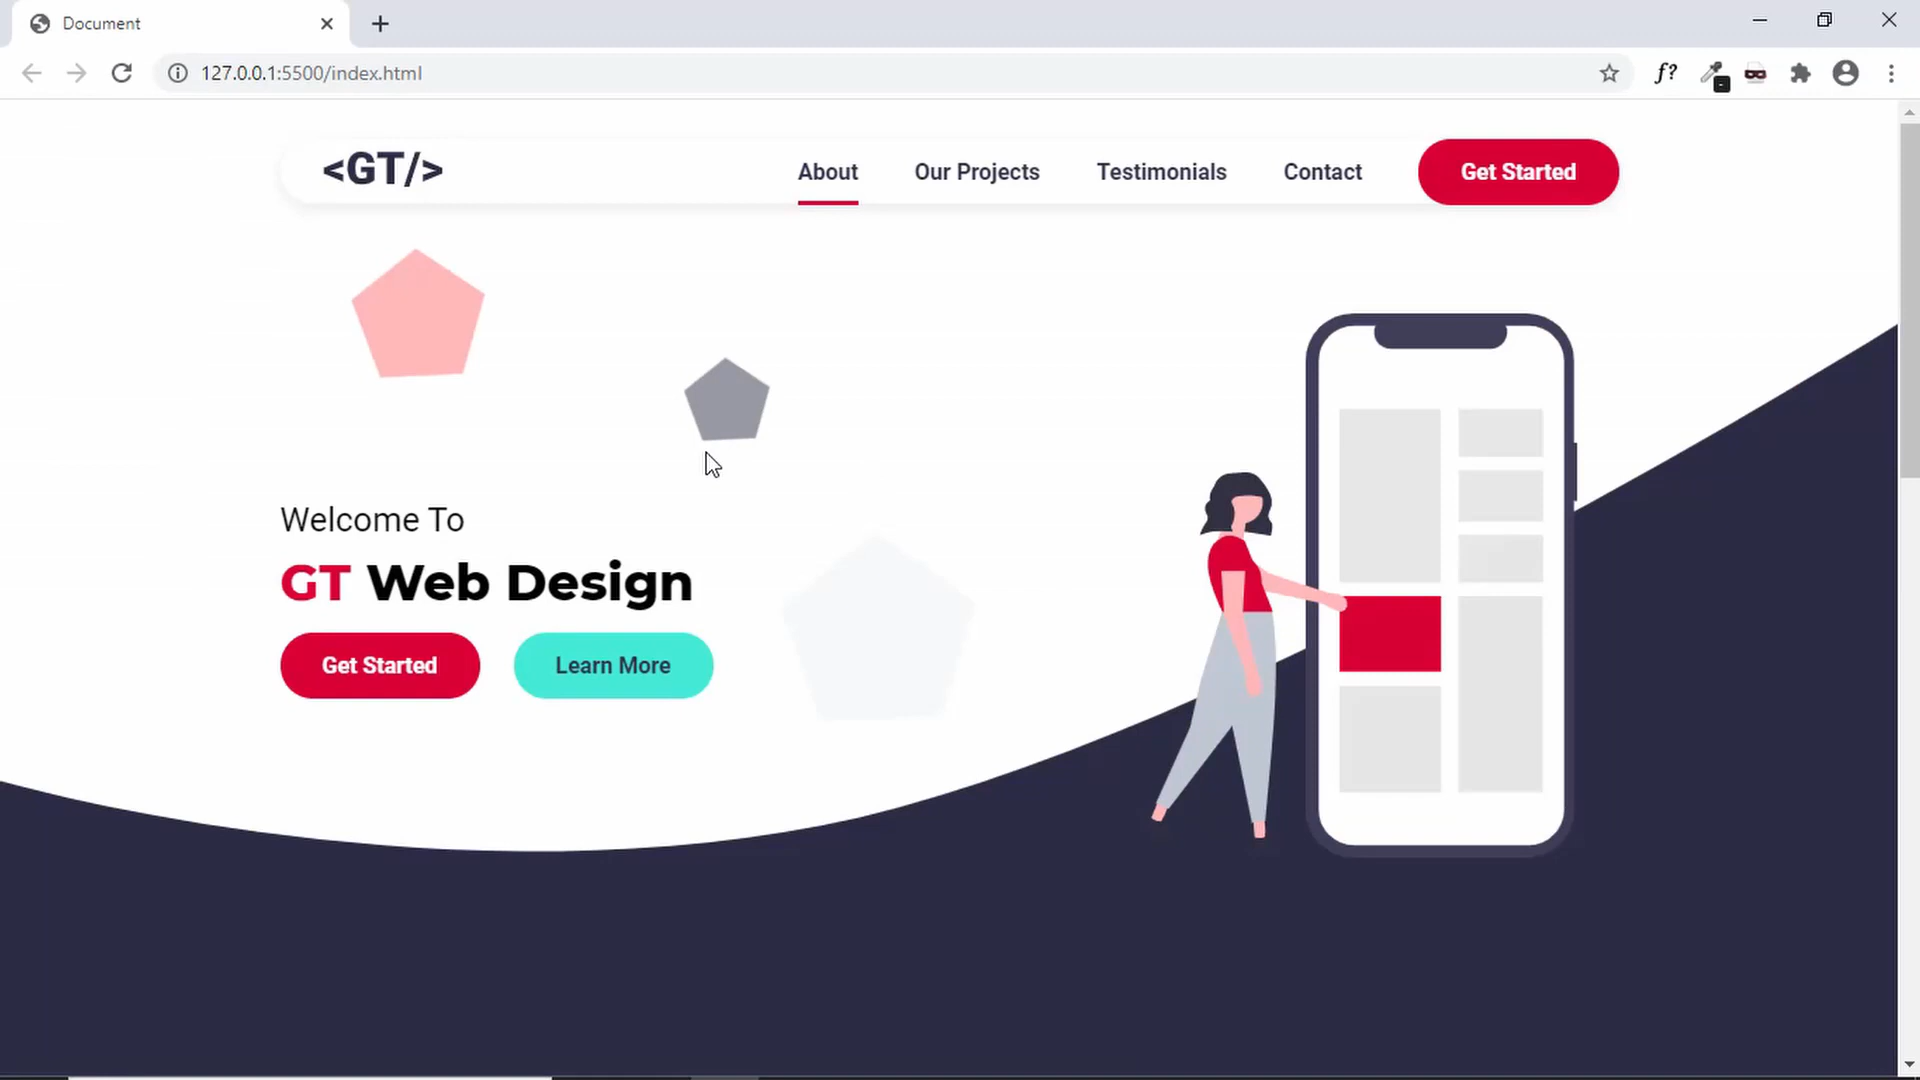 Document
127.0.0.1:5500/index.html
f?
<GT/>
About
Our Projects
Testimonials
Contact
Get Started
Welcome To
GT Web Design
Get Started
Learn More